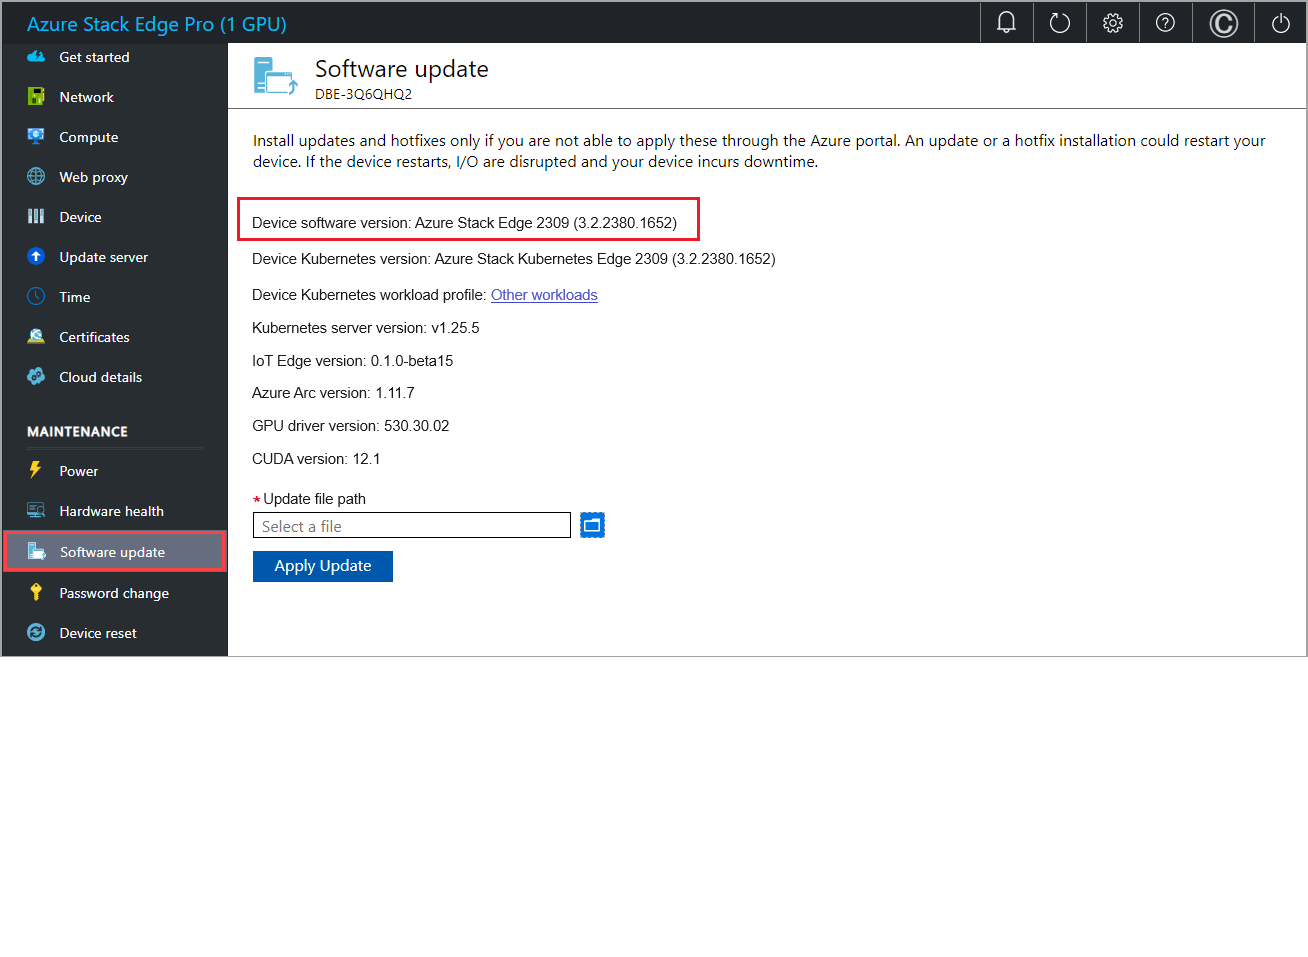 Azure Stack Edge Pro (1 GPU)
Get started
Network
Compute
Web proxy
Device
Update server
Time
Certificates
Cloud details
MAINTENANCE
Power
Hardware health
Software update
Password change
Device reset
Software update
DBE-3Q6QHQ2
Install updates and hotfixes only if you are not able to apply these through the Azure portal. An update or a hotfix installation could restart your
device. If the device restarts, I/O are disrupted and your device incurs downtime.
Device software version: Azure Stack Edge 2309 (3.2.2380.1652)
Device Kubernetes version: Azure Stack Kubernetes Edge 2309 (3.2.2380.1652)
Device Kubernetes workload profile: Other workloads
Kubernetes server version: v1.25.5
IoT Edge version: 0.1.0-beta15
Azure Arc version: 1.11.7
GPU driver version: 530.30.02
CUDA version: 12.1
* Update file path
Select a file
Apply Update